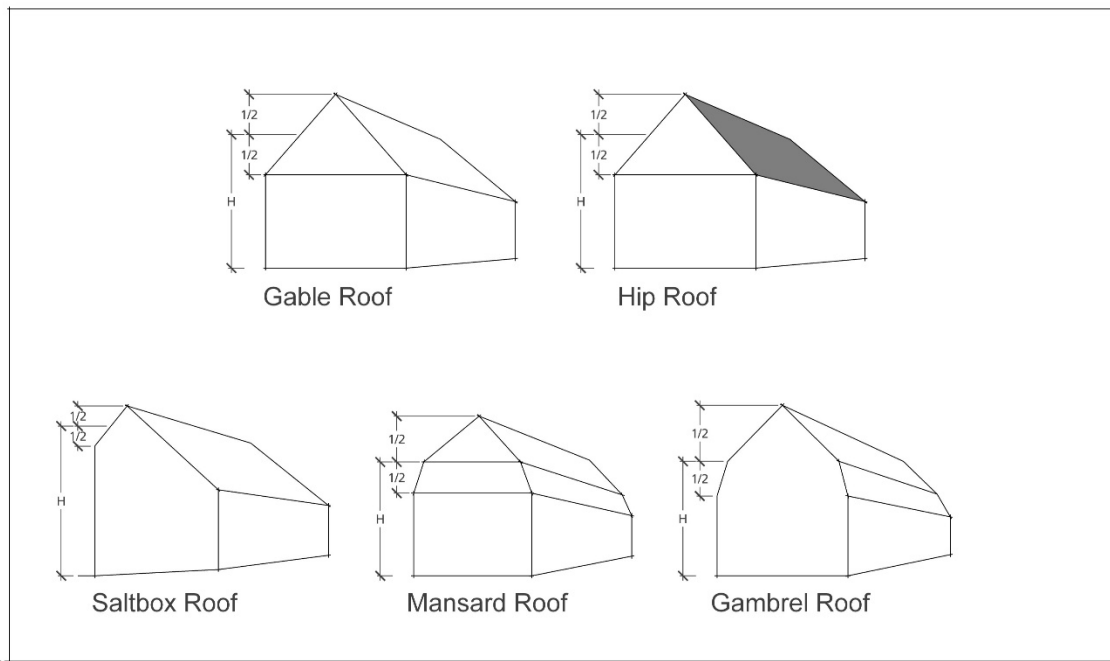 1/2
H
1/2
Gable Roof
1/2
H
1/2
Hip Roof
1/2
1/2
H
Saltbox Roof
1/2
1/2
H
Mansard Roof
1/2
1/2
H
Gambrel Roof